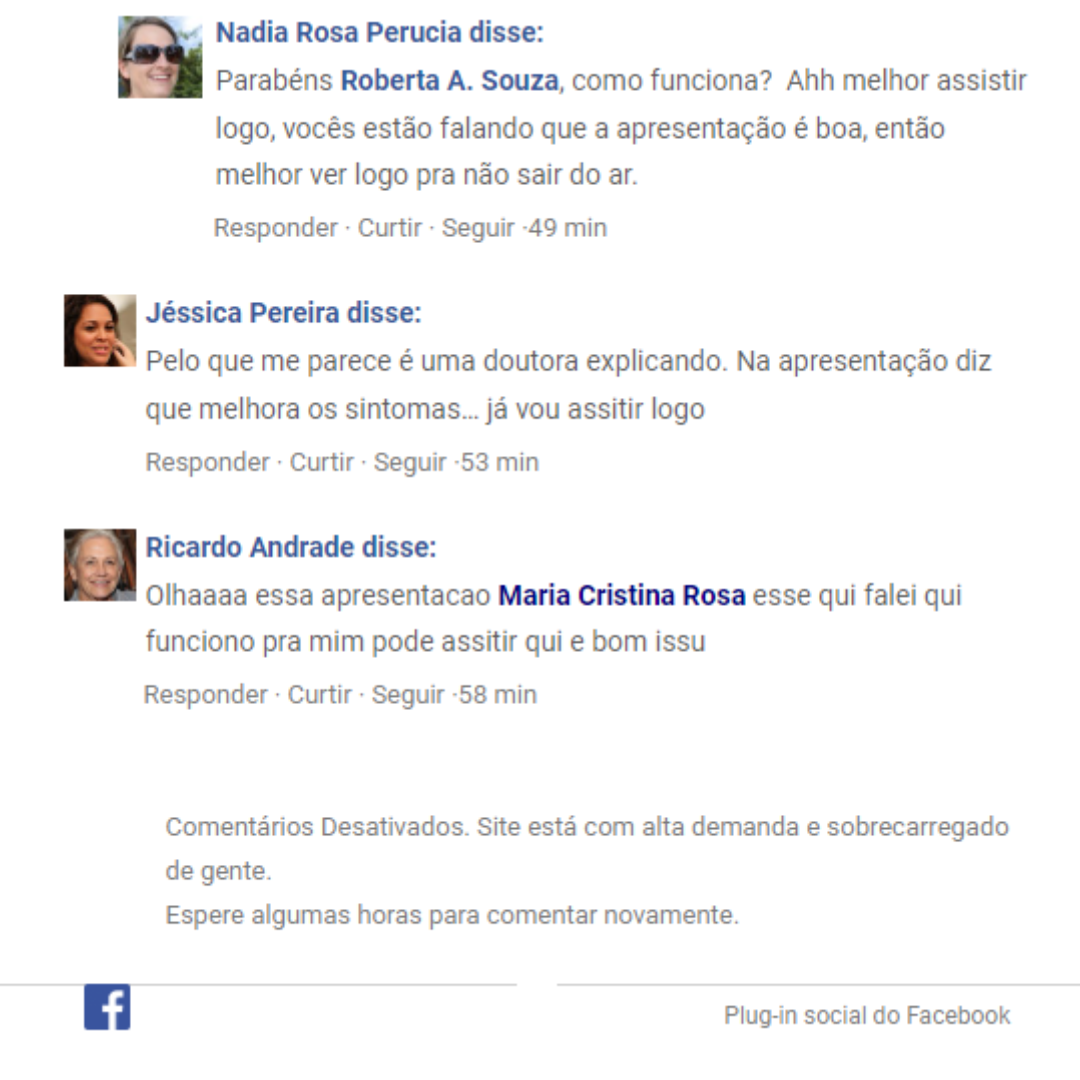 Nadia Rosa Perucia disse:
Parabéns Roberta A. Souza, como funciona?  Ahh melhor assistir
logo, vocês estão falando que a apresentação é boa, então
melhor ver logo pra não sair do ar.
Responder · Curtir · Seguir ·49 min
Jéssica Pereira disse:
Pelo que me parece é uma doutora explicando. Na apresentação diz
que melhora os sintomas... já vou assitir logo
Responder · Curtir · Seguir ·53 min
Ricardo Andrade disse:
Olhaaaa essa apresentacao Maria Cristina Rosa esse qui falei qui
funciono pra mim pode assitir qui e bom issu
Responder · Curtir · Seguir ·58 min
Comentários Desativados. Site está com alta demanda e sobrecarregado
de gente.
Espere algumas horas para comentar novamente.
f
Plug-in social do Facebook